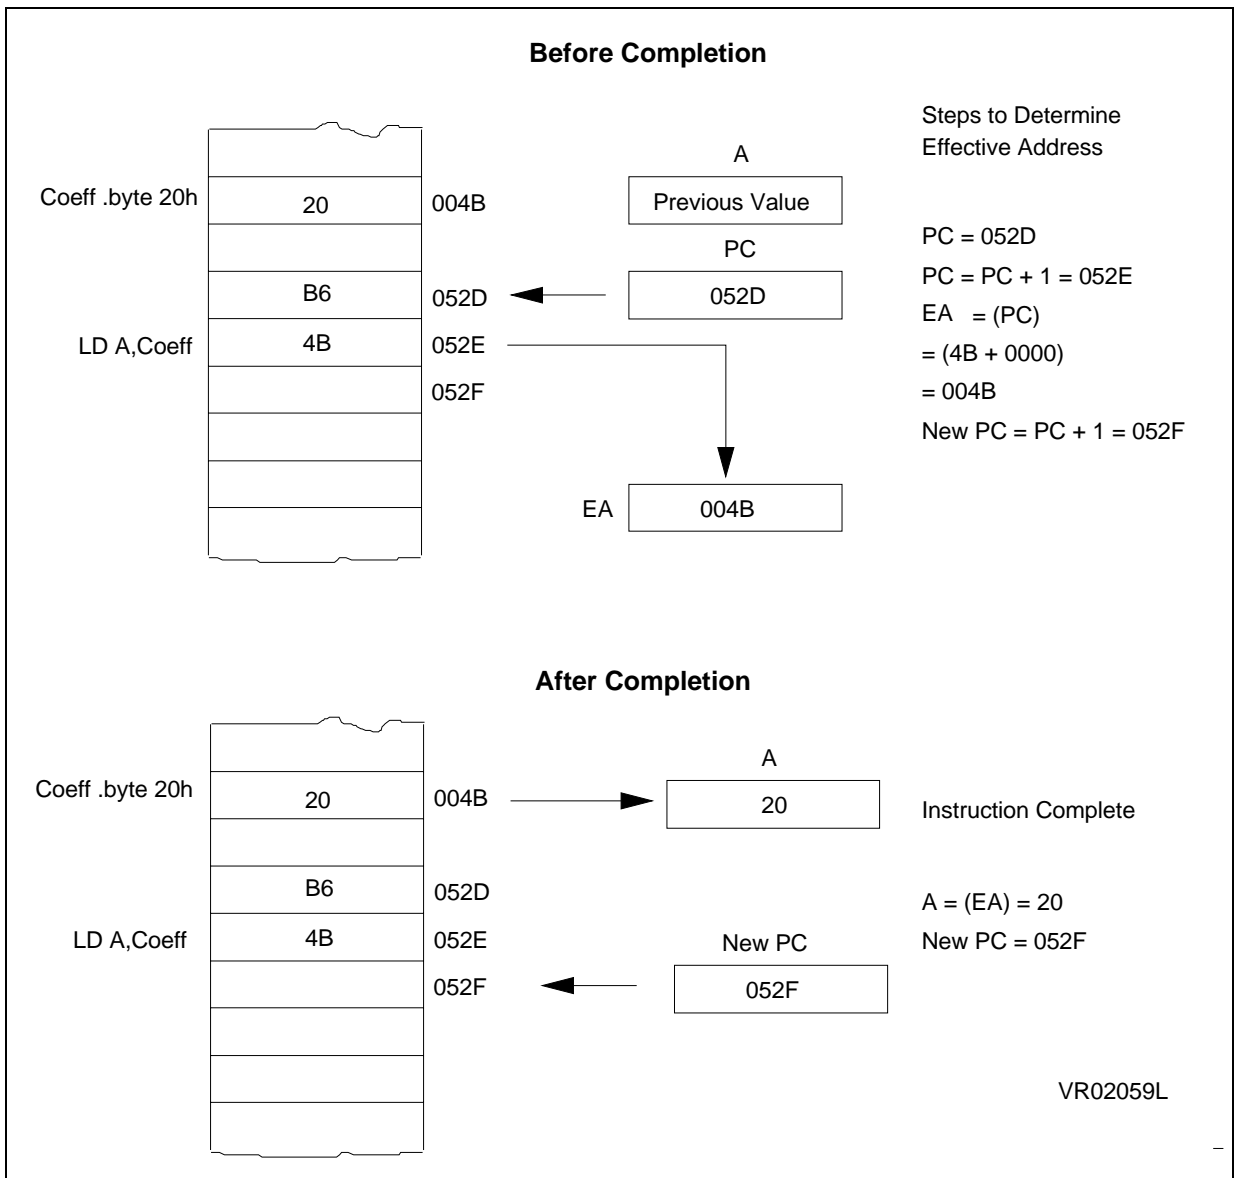 Before Completion
Steps to Determine
Effective Address
A
Coeff .byte 20h
20
004B
Previous Value
PC
PC = 052D
B6
052D
052D
PC = PC + 1 = 052E
LD A,Coeff
4B
052E
EA = (PC)
= (4B + 0000)
052F
= 004B
New PC = PC + 1 = 052F
EA
004B
After Completion
A
Coeff .byte 20h
20
004B
20
Instruction Complete
B6
052D
A = (EA) = 20
LD A,Coeff
4B
052E
New PC
New PC = 052F
052F
052F
VR02059L